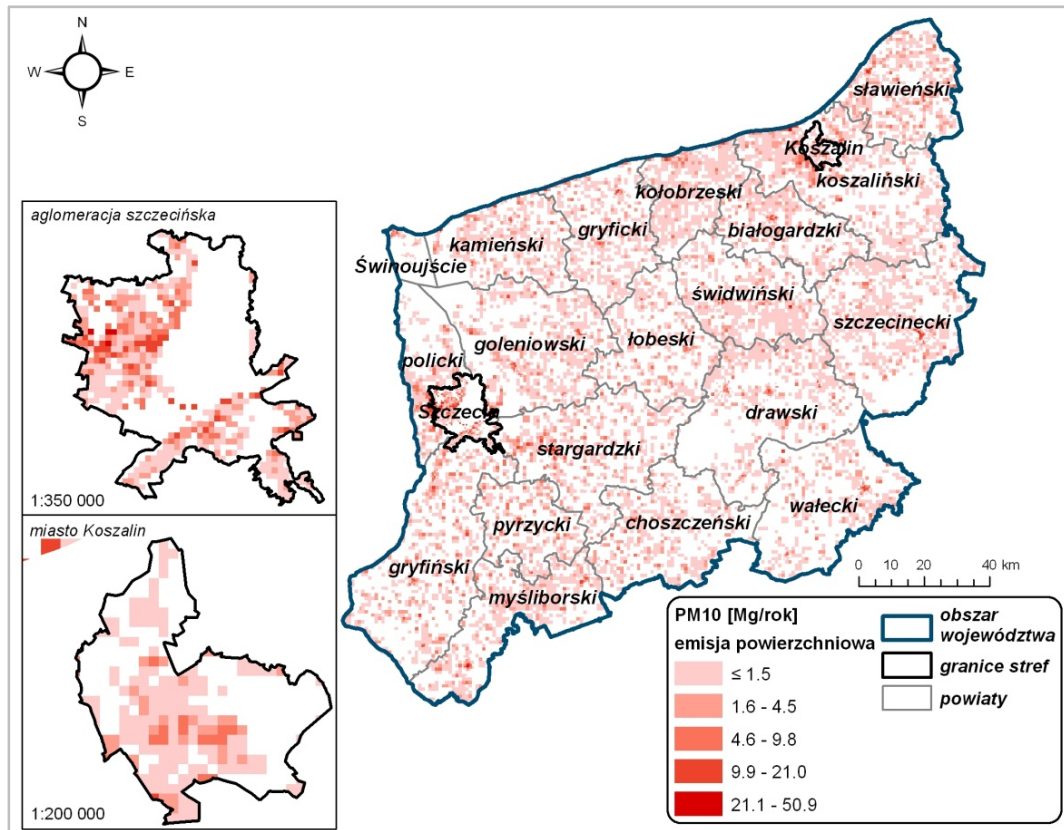 N
W
E
S
aglomeracja szczecińska
1:350 000
miasto Koszalin
1:200 000
sławieński
Koszalin
koszaliński
kołobrzeski
białogardzki
gryficki
kamieński
Świnoujście
świdwiński
szczecinecki
goleniowski
łobeski
policki
drawski
Szczecin
stargardzki
wałecki
choszczeński
pyrzycki
gryfiński
myśliborski
0 10 20 40 km
PM10 [Mg/rok]
emisja powierzchniowa
≤ 1.5
1.6 - 4.5
4.6 - 9.8
9.9 - 21.0
21.1 - 50.9
obszar
województwa
granice stref
powiaty